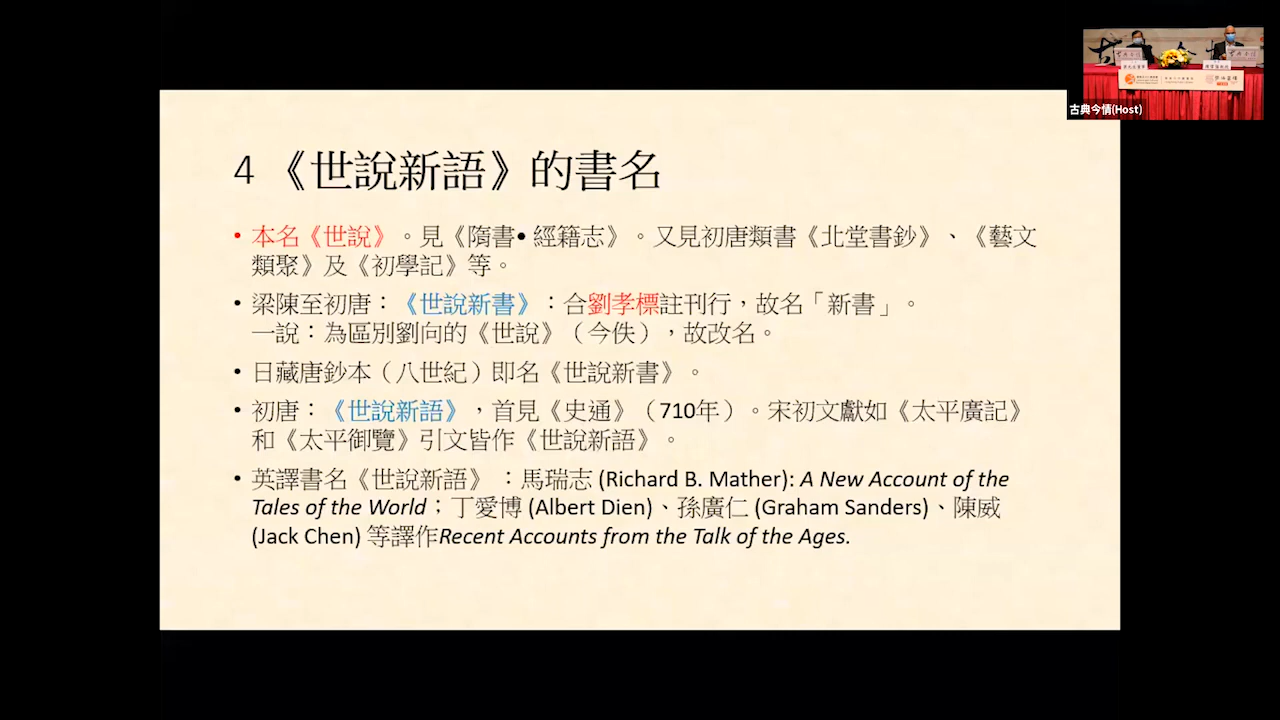 4 《世說新語》的書名
• 本名《世說》。見《隋書• 經籍志》。又見初唐類書《北堂書鈔》、《藝文
類聚》及《初學記》等。
• 梁陳至初唐：《世說新書》：合劉孝標註刊行，故名「新書」。
一說：為區別劉向的《世說》（今佚），故改名。
• 日藏唐鈔本（八世紀）即名《世說新書》。
• 初唐：《世說新語》，首見《史通》（710年）。宋初文獻如《太平廣記》
和《太平御覽》引文皆作《世說新語》。
• 英譯書名《世說新語》 ：馬瑞志 (Richard B. Mather): A New Account of the
Tales of the World；丁愛博 (Albert Dien)、孫廣仁 (Graham Sanders)、陳威
(Jack Chen) 等譯作Recent Accounts from the Talk of the Ages.
古典今情(Host)